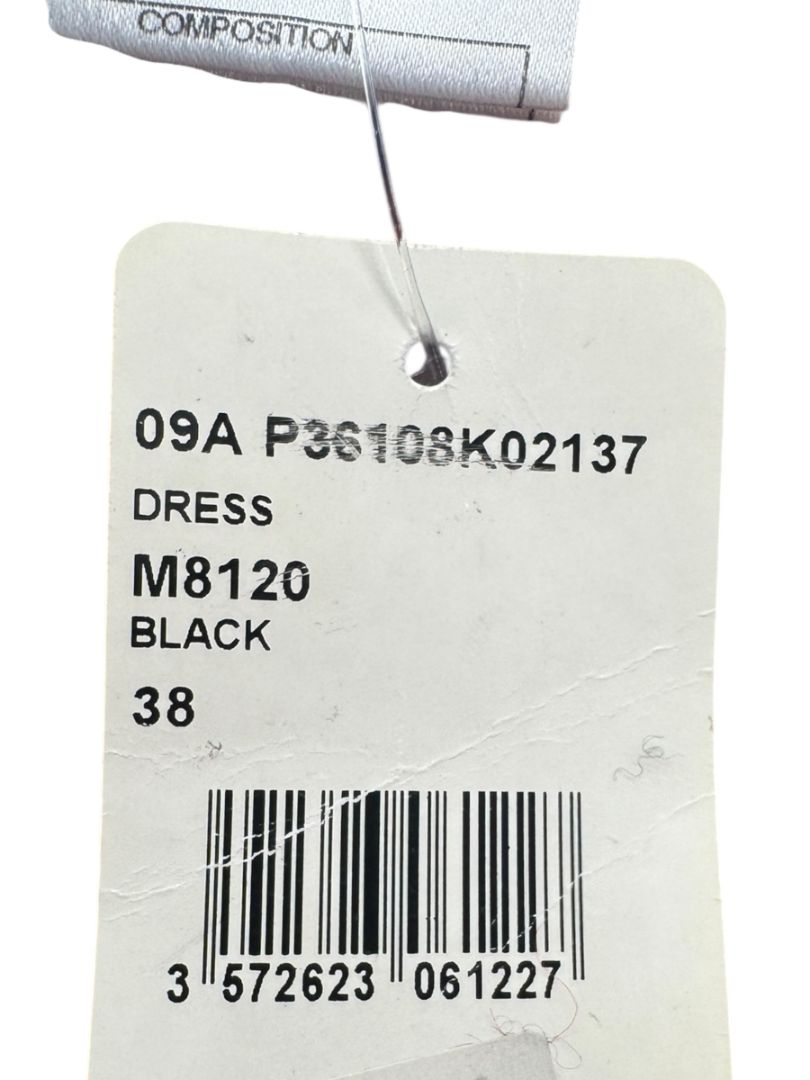 COMPOSITION
09A P36108K02137
DRESS
M8120
BLACK
38
3 572623 061227